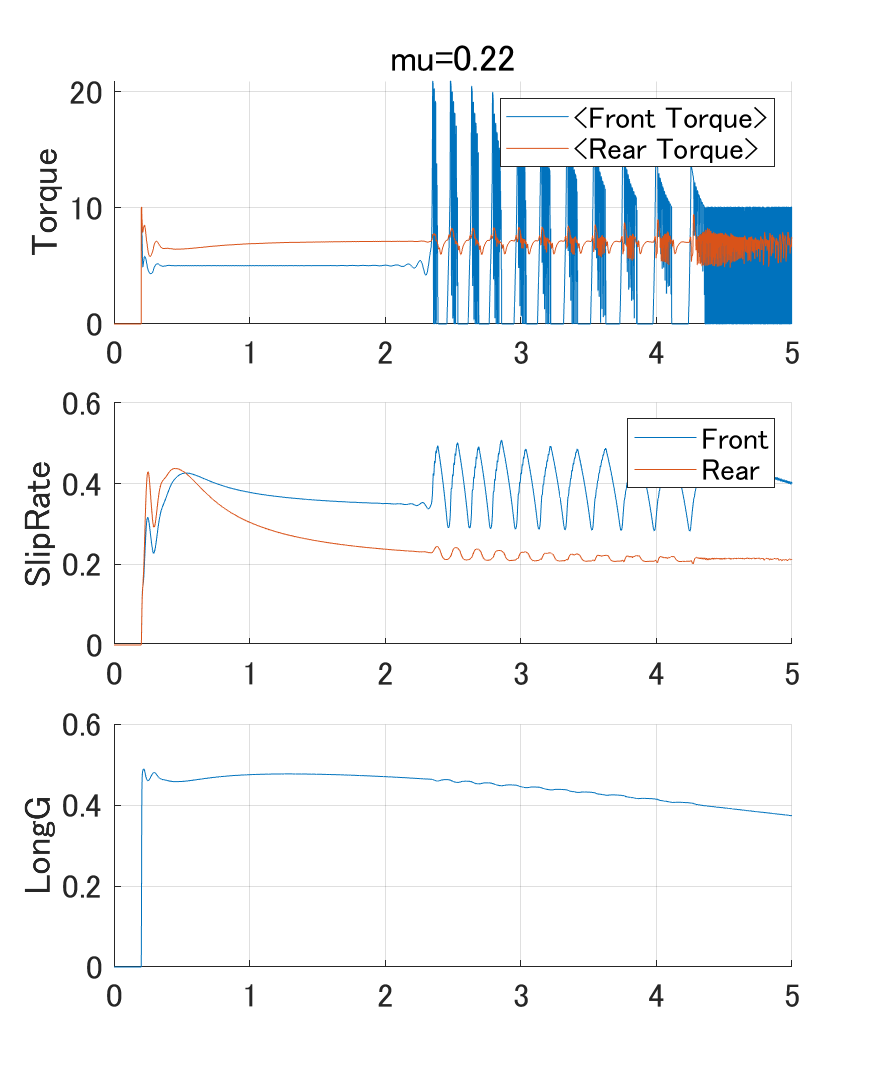 mu=0.22
Torque
20
10
0
<Front Torque>
<Rear Torque>
0 1 2 3 4 5
SlipRate
0.6
0.4
0.2
0
Front
Rear
0 1 2 3 4 5
LongG
0.6
0.4
0.2
0
0 1 2 3 4 5